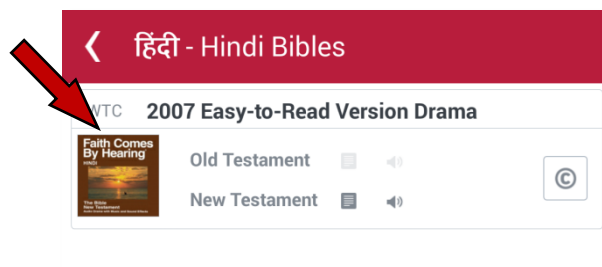 हिंदी - Hindi Bibles
WTC 2007 Easy-to-Read Version Drama
Faith Comes
By Hearing
HINDI
Old Testament
New Testament
©
The Bible
New Testament